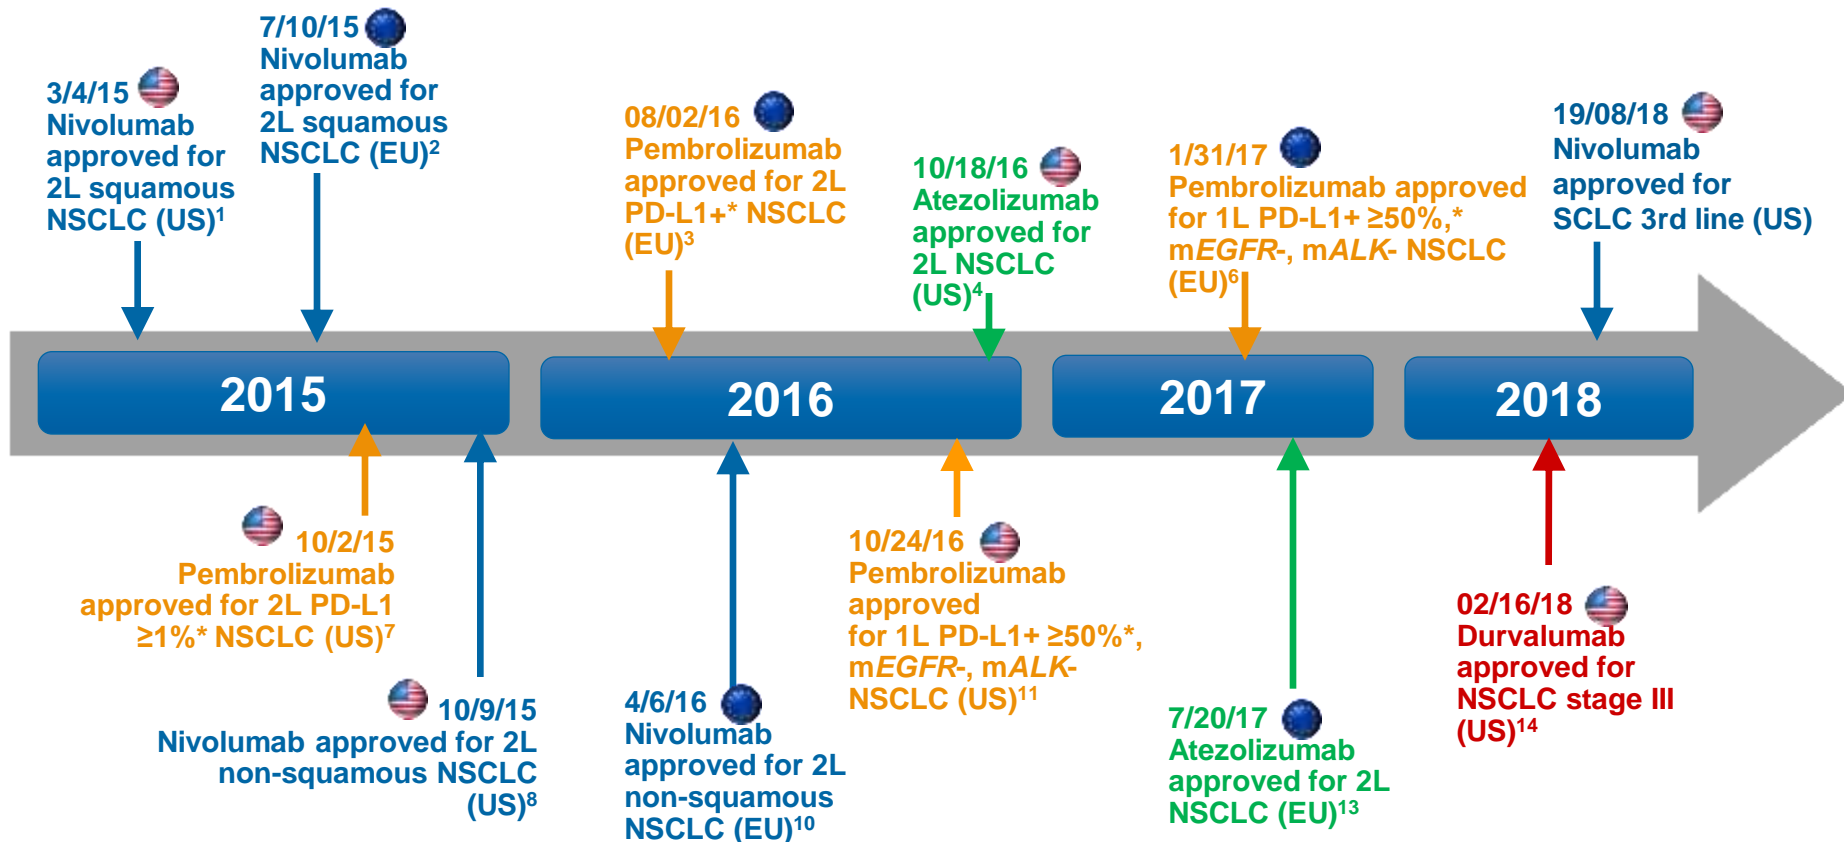 3/4/15
Nivolumab
approved for
2L squamous
NSCLC (US)1
7/10/15
Nivolumab
approved for
2L squamous
NSCLC (EU)2
08/02/16
Pembrolizumab
approved for 2L
PD-L1+* NSCLC
(EU)3
10/18/16
Atezolizumab
approved for
2L NSCLC
(US)4
1/31/17
Pembrolizumab approved
for 1L PD-L1+ ≥50%,*
mEGFR-, mALK- NSCLC
(EU)6
19/08/18
Nivolumab
approved for
SCLC 3rd line (US)
2015
2016
2017
2018
10/2/15
Pembrolizumab
approved for 2L PD-L1
≥1%* NSCLC (US)7
10/9/15
Nivolumab approved for 2L
non-squamous NSCLC
(US)8
4/6/16
Nivolumab
approved for 2L
non-squamous
NSCLC (EU)10
10/24/16
Pembrolizumab
approved
for 1L PD-L1+ ≥50%*,
mEGFR-, mALK-
NSCLC (US)11
7/20/17
Atezolizumab
approved for 2L
NSCLC (EU)13
02/16/18
Durvalumab
approved for
NSCLC stage III
(US)14